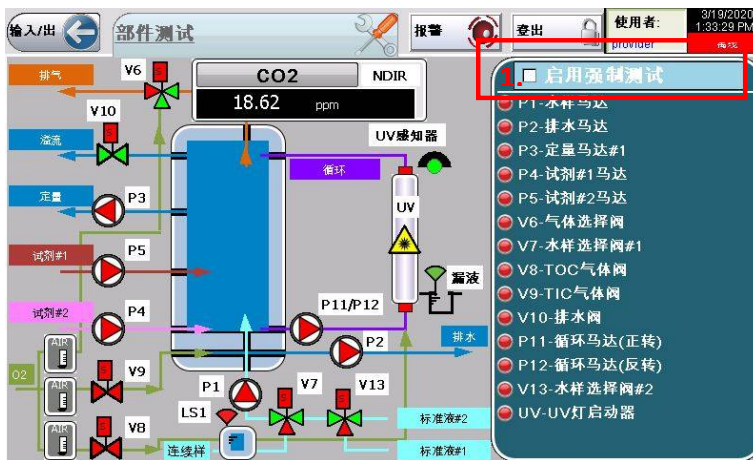 输入/出
部件测试
报警
登出
使用者:
provider
3/19/2020
1:33:29 PM
离线
排气
V6
CO2
NDIR
18.62 ppm
1.
启用强制测试
V10
溢流
UV感知器
循环
定量
P3
UV
试剂#1
P5
漏液
试剂#2
P4
P11/P12
排水
P2
O2
AIR
V9
AIR
P1
V7
V13
LS1
标准液#2
AIR
V8
连续样
标准液#1
P1-水样马达
P2-排水马达
P3-定量马达#1
P4-试剂#1马达
P5-试剂#2马达
V6-气体选择阀
V7-水样选择阀#1
V8-TOC气体阀
V9-TIC气体阀
V10-排水阀
P11-循环马达(正转)
P12-循环马达(反转)
V13-水样选择阀#2
UV-UV灯启动器